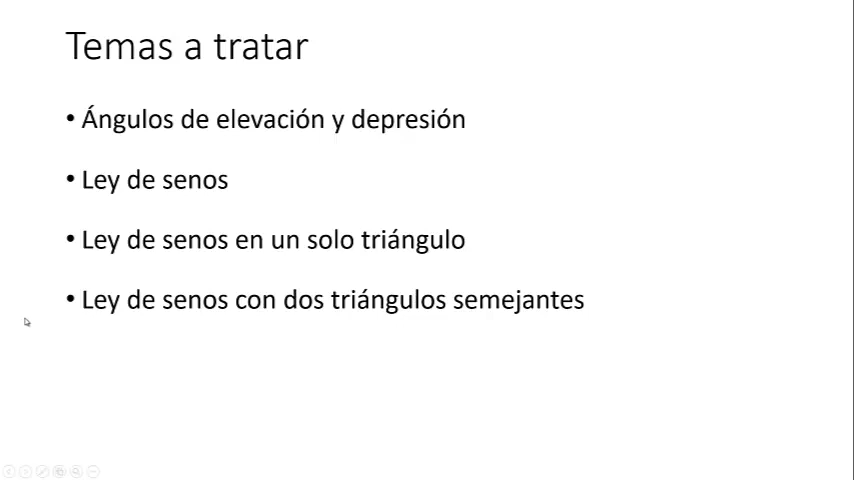 Temas a tratar
• Ángulos de elevación y depresión
• Ley de senos
• Ley de senos en un solo triángulo
• Ley de senos con dos triángulos semejantes